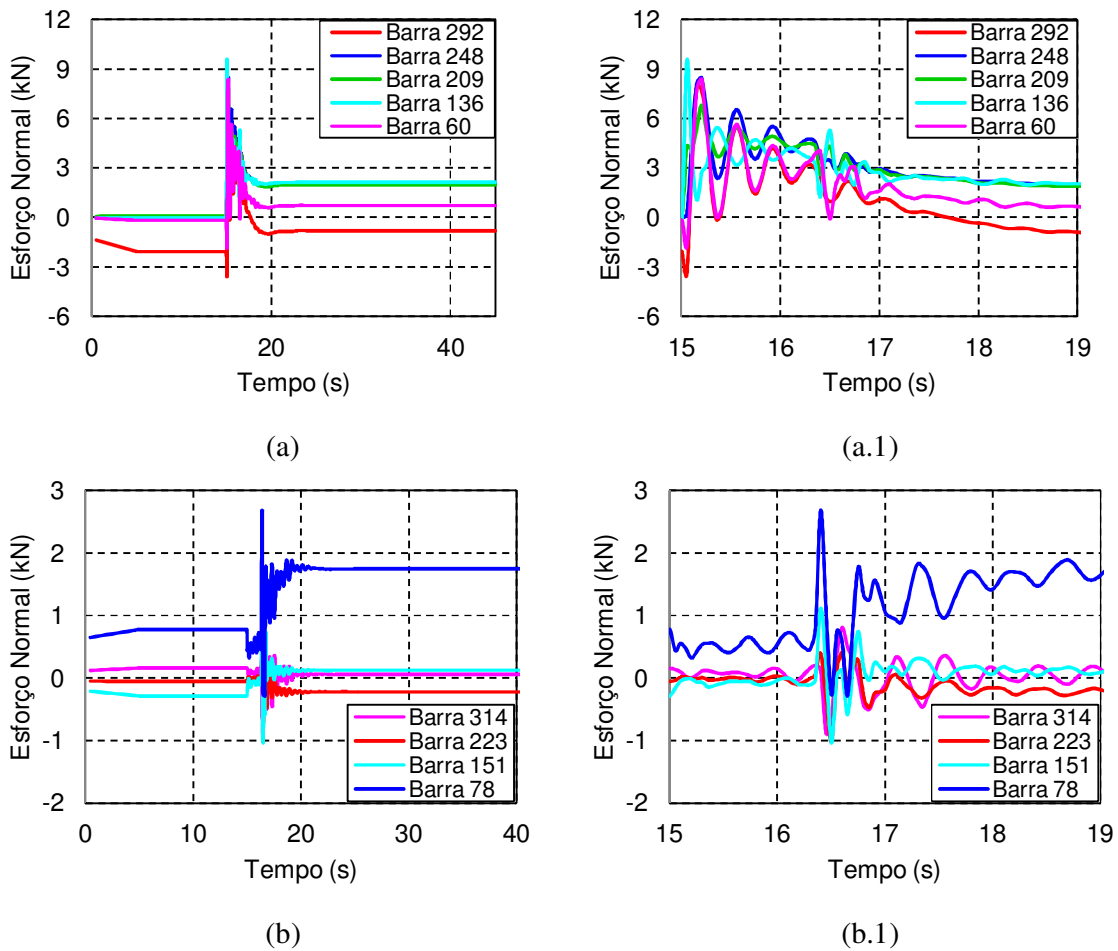 12
9
6
3
0
-3
-6
Esforço Normal (kN)
Barra 292
Barra 248
Barra 209
Barra 136
Barra 60
0 20 40
Tempo (s)
(a)
12
9
6
3
0
-3
-6
Esforço Normal (kN)
Barra 292
Barra 248
Barra 209
Barra 136
Barra 60
15 16 17 18 19
Tempo (s)
(a.1)
3
2
1
0
-1
-2
Esforço Normal (kN)
Barra 314
Barra 223
Barra 151
Barra 78
0 10 20 30 40
Tempo (s)
(b)
3
2
1
0
-1
-2
Esforço Normal (kN)
Barra 314
Barra 223
Barra 151
Barra 78
15 16 17 18 19
Tempo (s)
(b.1)